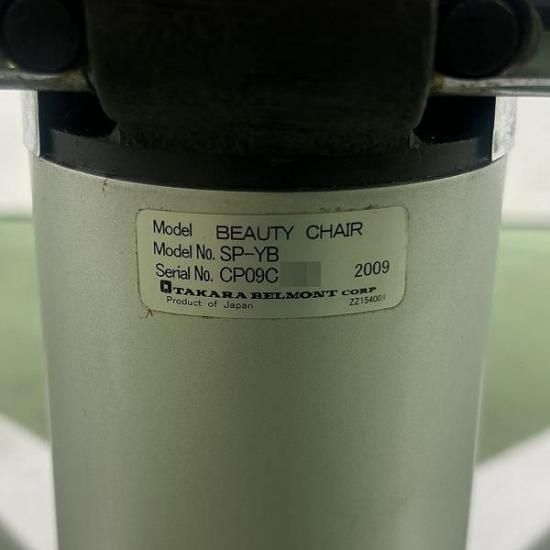 Model BEAUTY CHAIR
Model No. SP-YB
Serial No. CP09C 2009
TAKARA BELMONT CORP
Product of Japan ZZ154001